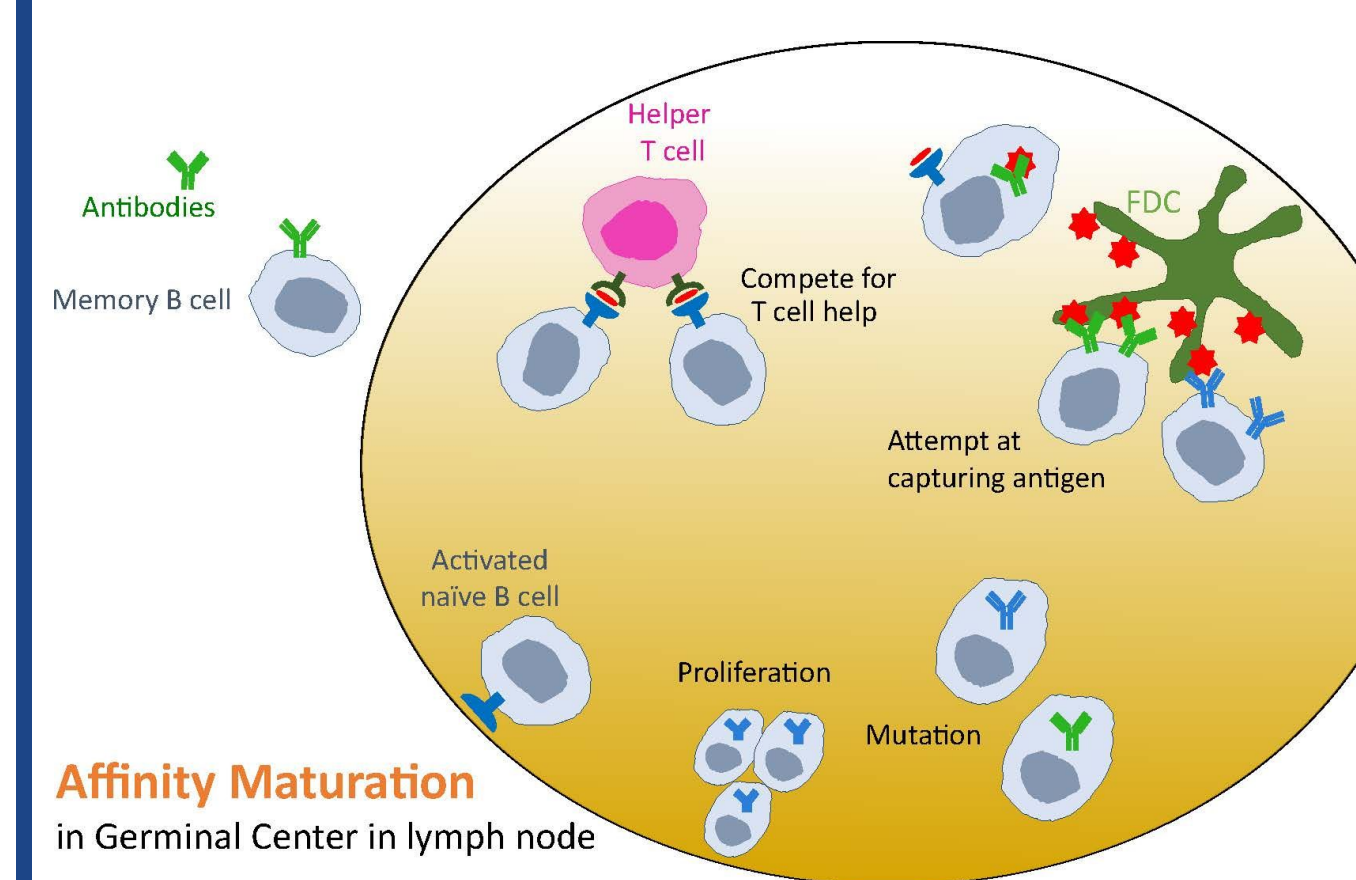 Helper
T cell
Antibodies
FDC
Memory B cell
Compete for
T cell help
Attempt at
capturing antigen
Activated
naïve B cell
Proliferation
Mutation
Affinity Maturation
in Germinal Center in lymph node